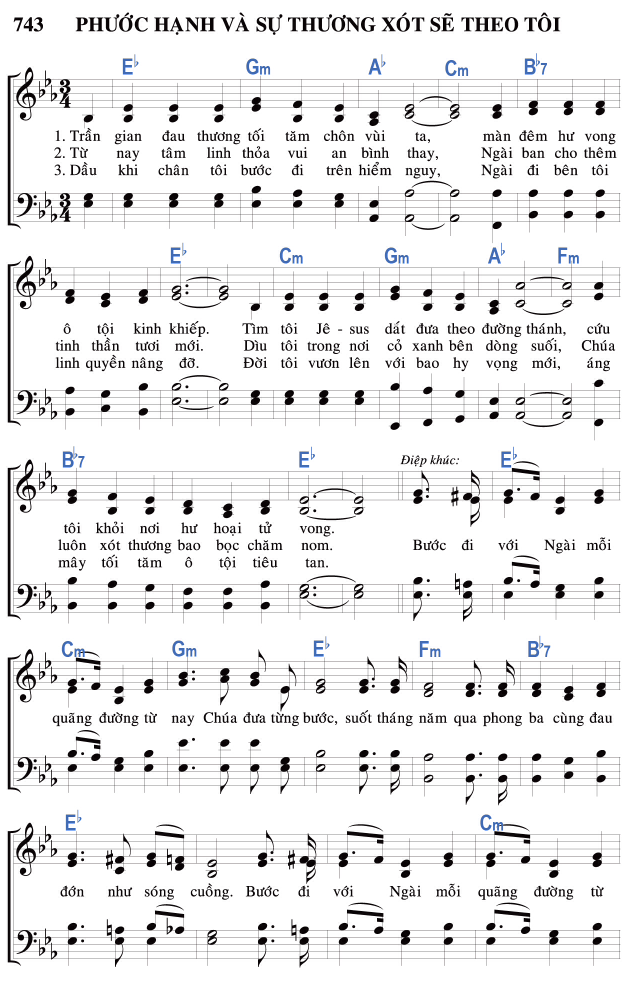 743 PHƯỚC HẠNH VÀ SỰ THƯƠNG XÓT SẼ THEO TÔI
E♭ Gm A♭ Cm B♭7
3 4
1. Trần gian đau thương tối tăm chôn vùi ta, màn đêm hư vong
2. Từ nay tâm linh thỏa vui an bình thay, Ngài ban cho thêm
3. Dầu khi chân tôi bước đi trên hiểm nguy, Ngài đi bên tôi
3 4
E♭ Cm Gm A♭ Fm
ô tội kinh khiếp. Tìm tôi Jê - sus dắt đưa theo đường thánh, cứu
tinh thần tươi mới. Dìu tôi trong nơi cỏ xanh bên dòng suối, Chúa
linh quyền nâng đỡ. Đời tôi vươn lên với bao hy vọng mới, áng
B♭7 E♭ Điệp khúc: E♭
tôi khỏi nơi hư hoại tử vong.
luôn xót thương bao bọc chăm nom. Bước đi với Ngài mỗi
mây tối tăm ô tội tiêu tan.
Cm Gm E♭ Fm B♭7
quãng đường từ nay Chúa đưa từng bước, suốt tháng năm qua phong ba cùng đau
E♭ Cm
đớn như sóng cuồng. Bước đi với Ngài mỗi quãng đường từ